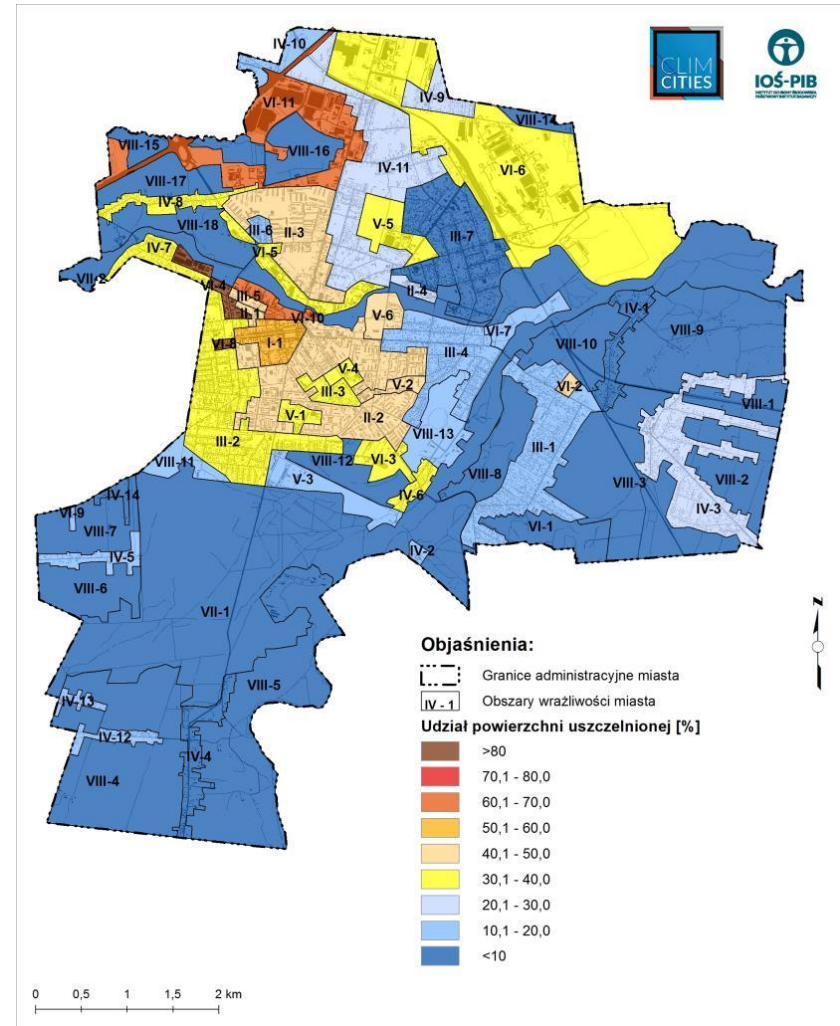 CLIM
CITIES
IOŚ-PIB
INSTYTUT OCHRONY ŚRODOWISKA
PAŃSTWOWY INSTYTUT BADAWCZY
IV-10
IV-9
VI-11
VIII-14
VIII-15
VIII-16
VI-6
IV-11
VIII-17
IV-8
III-6
II-3
V-5
VIII-18
III-7
IV-7
VI-5
VII-2
VI-4
III-5
II-4
II-1
VI-10
V-6
IV-1
VI-7
VIII-9
I-1
VI-8
III-4
VIII-10
V-4
V-2
VI-2
III-3
VIII-1
V-1
II-2
VIII-13
III-2
III-1
VIII-12
VI-3
VIII-11
V-3
VIII-8
VIII-3
VIII-2
IV-6
IV-14
IV-3
VI-9
VIII-7
VI-1
IV-5
IV-2
VIII-6
VII-1
VIII-5
IV-13
IV-12
IV-4
VIII-4
Z
Objaśnienia:
Granice administracyjne miasta
IV - 1 Obszary wrażliwości miasta
Udział powierzchni uszczelnionej [%]
>80
70,1 - 80,0
60,1 - 70,0
50,1 - 60,0
40,1 - 50,0
30,1 - 40,0
20,1 - 30,0
10,1 - 20,0
<10
0 0,5 1 1,5 2 km